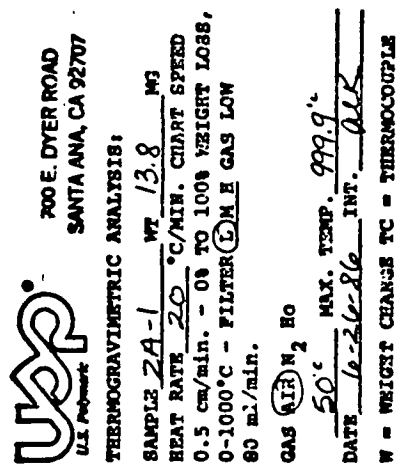 usp
U.S. Polymeric
700 E. DYER ROAD
SANTA ANA, CA 92707
THERMOGRAVIMETRIC ANALYSIS:
SAMPLE 2A-1 WT 13.8 MG
HEAT RATE 20 °C/MIN. CHART SPEED
0.5 cm/min. - 0% TO 100% WEIGHT LOSS,
0-1000°C - FILTER L M H GAS LOW
80 ml/min.
GAS AIR N2 He
50°C MAX. TEMP. 999.9°C
DATE 6-26-86 INT. alk
W = WEIGHT CHANGE TC = THERMOCOUPLE